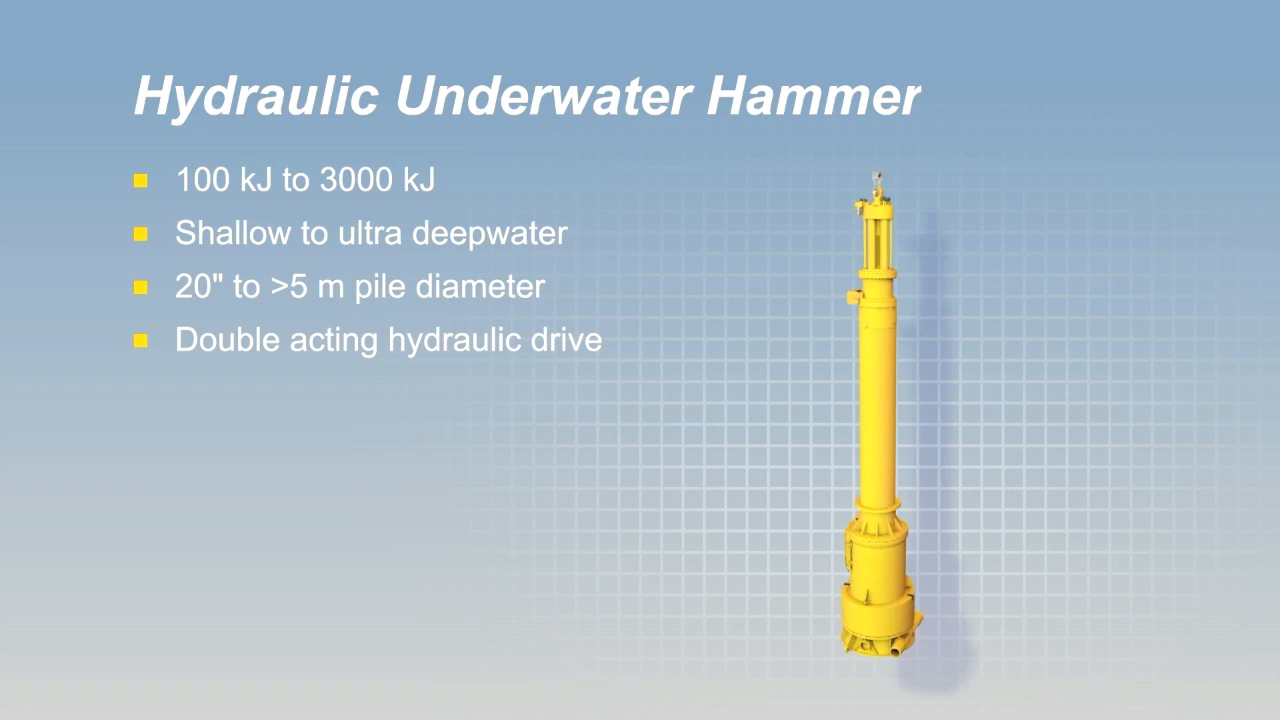 Hydraulic Underwater Hammer
100 kJ to 3000 kJ
Shallow to ultra deepwater
20" to >5 m pile diameter
Double acting hydraulic drive